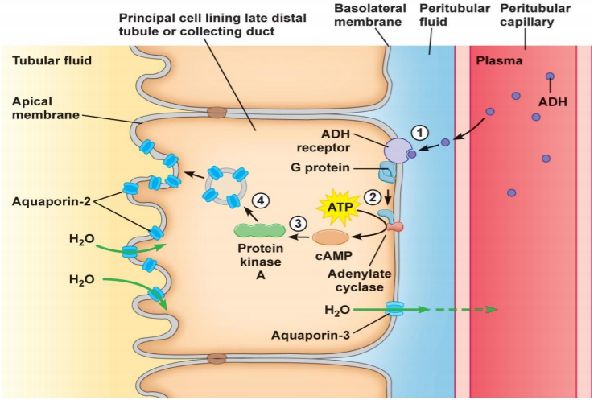 Principal cell lining late distal
tubule or collecting duct
Basolateral
membrane
Peritubular
fluid
Peritubular
capillary
Tubular fluid
Plasma
Apical
membrane
ADH
ADH
receptor
1
G protein
2
ATP
Aquaporin-2
4
3
H2O
H2O
Protein
kinase
A
cAMP
Adenylate
cyclase
H2O
Aquaporin-3